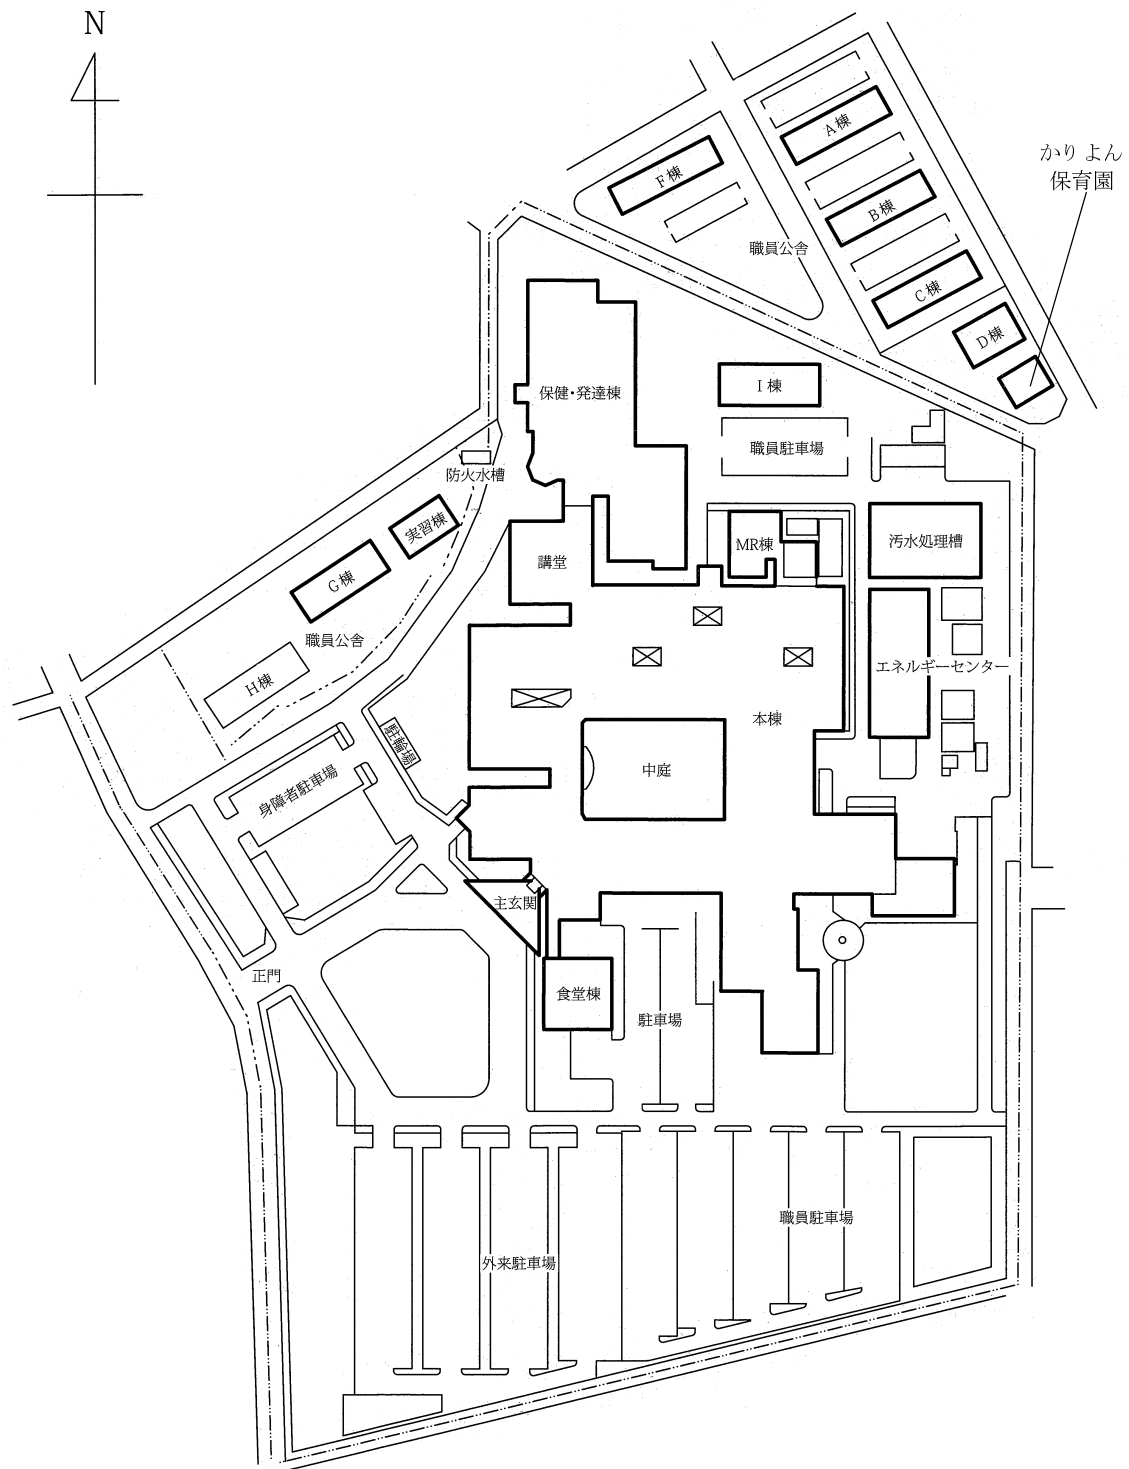 N
A棟
かりよん
保育園
F棟
B棟
職員公舎
C棟
D棟
I棟
保健・発達棟
職員駐車場
防火水槽
実習棟
MR棟
汚水処理槽
講堂
G棟
職員公舎
エネルギーセンター
H棟
本棟
駐輪場
中庭
身障者駐車場
主玄関
正門
食堂棟
駐車場
職員駐車場
外来駐車場